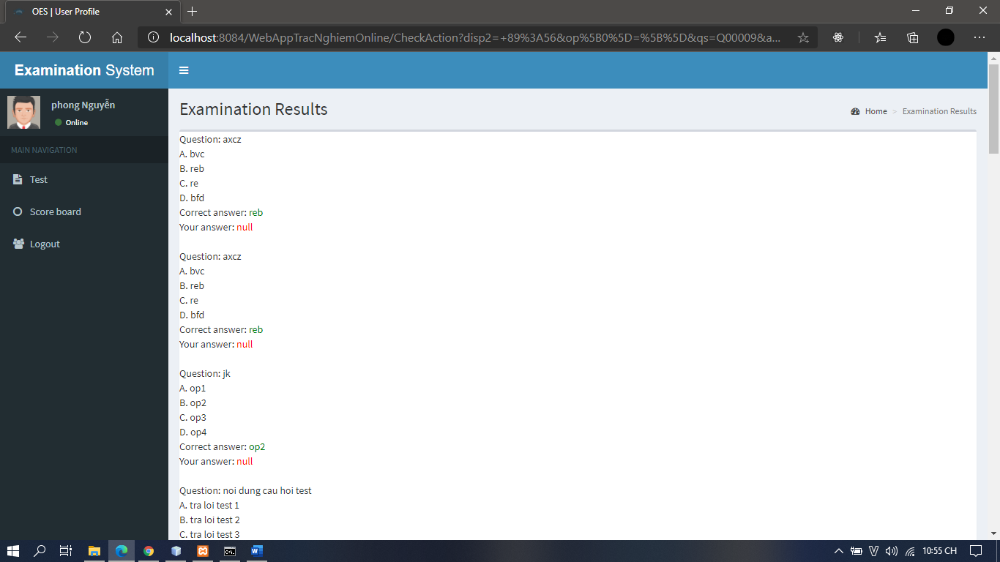 OES | User Profile
localhost:8084/WebAppTracNghiemOnline/CheckAction?disp2=+89%3A56&op%5B0%5D=%5B%5D&qs=Q00009&a...
Examination System
phong Nguyễn
Online
MAIN NAVIGATION
Test
Score board
Logout
Examination Results
Home > Examination Results
Question: axcz
A. bvc
B. reb
C. re
D. bfd
Correct answer: reb
Your answer: null
Question: axcz
A. bvc
B. reb
C. re
D. bfd
Correct answer: reb
Your answer: null
Question: jk
A. op1
B. op2
C. op3
D. op4
Correct answer: op2
Your answer: null
Question: noi dung cau hoi test
A. tra loi test 1
B. tra loi test 2
C. tra loi test 3
10:55 CH